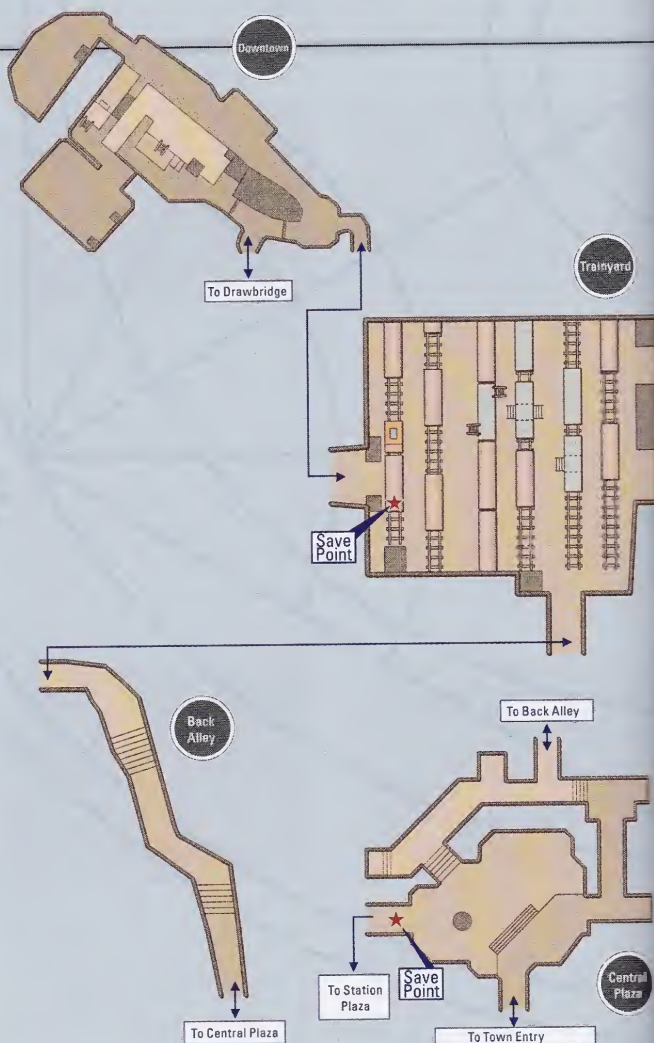 Downtown
To Drawbridge
Trainyard
Save
Point
Back
Alley
To Back Alley
Save
Point
To Station
Plaza
Central
Plaza
To Central Plaza
To Town Entry